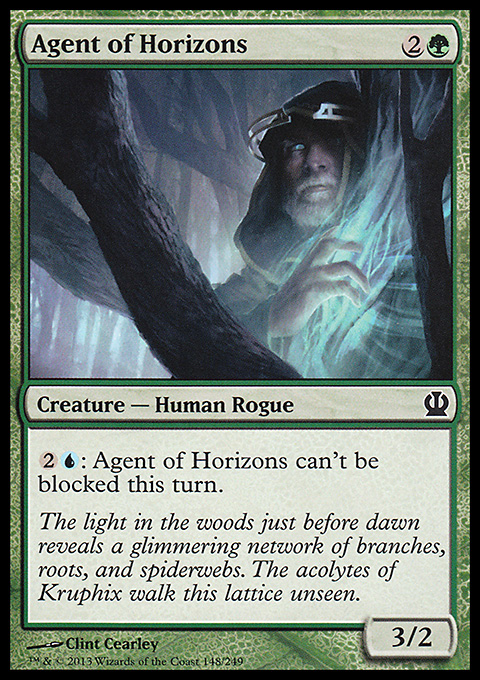 Agent of Horizons 2
Creature — Human Rogue
2: Agent of Horizons can't be
blocked this turn.
The light in the woods just before dawn
reveals a glimmering network of branches,
roots, and spiderwebs. The acolytes of
Kruphix walk this lattice unseen.
3/2
Clint Cearley
™ & © 2013 Wizards of the Coast 148/249